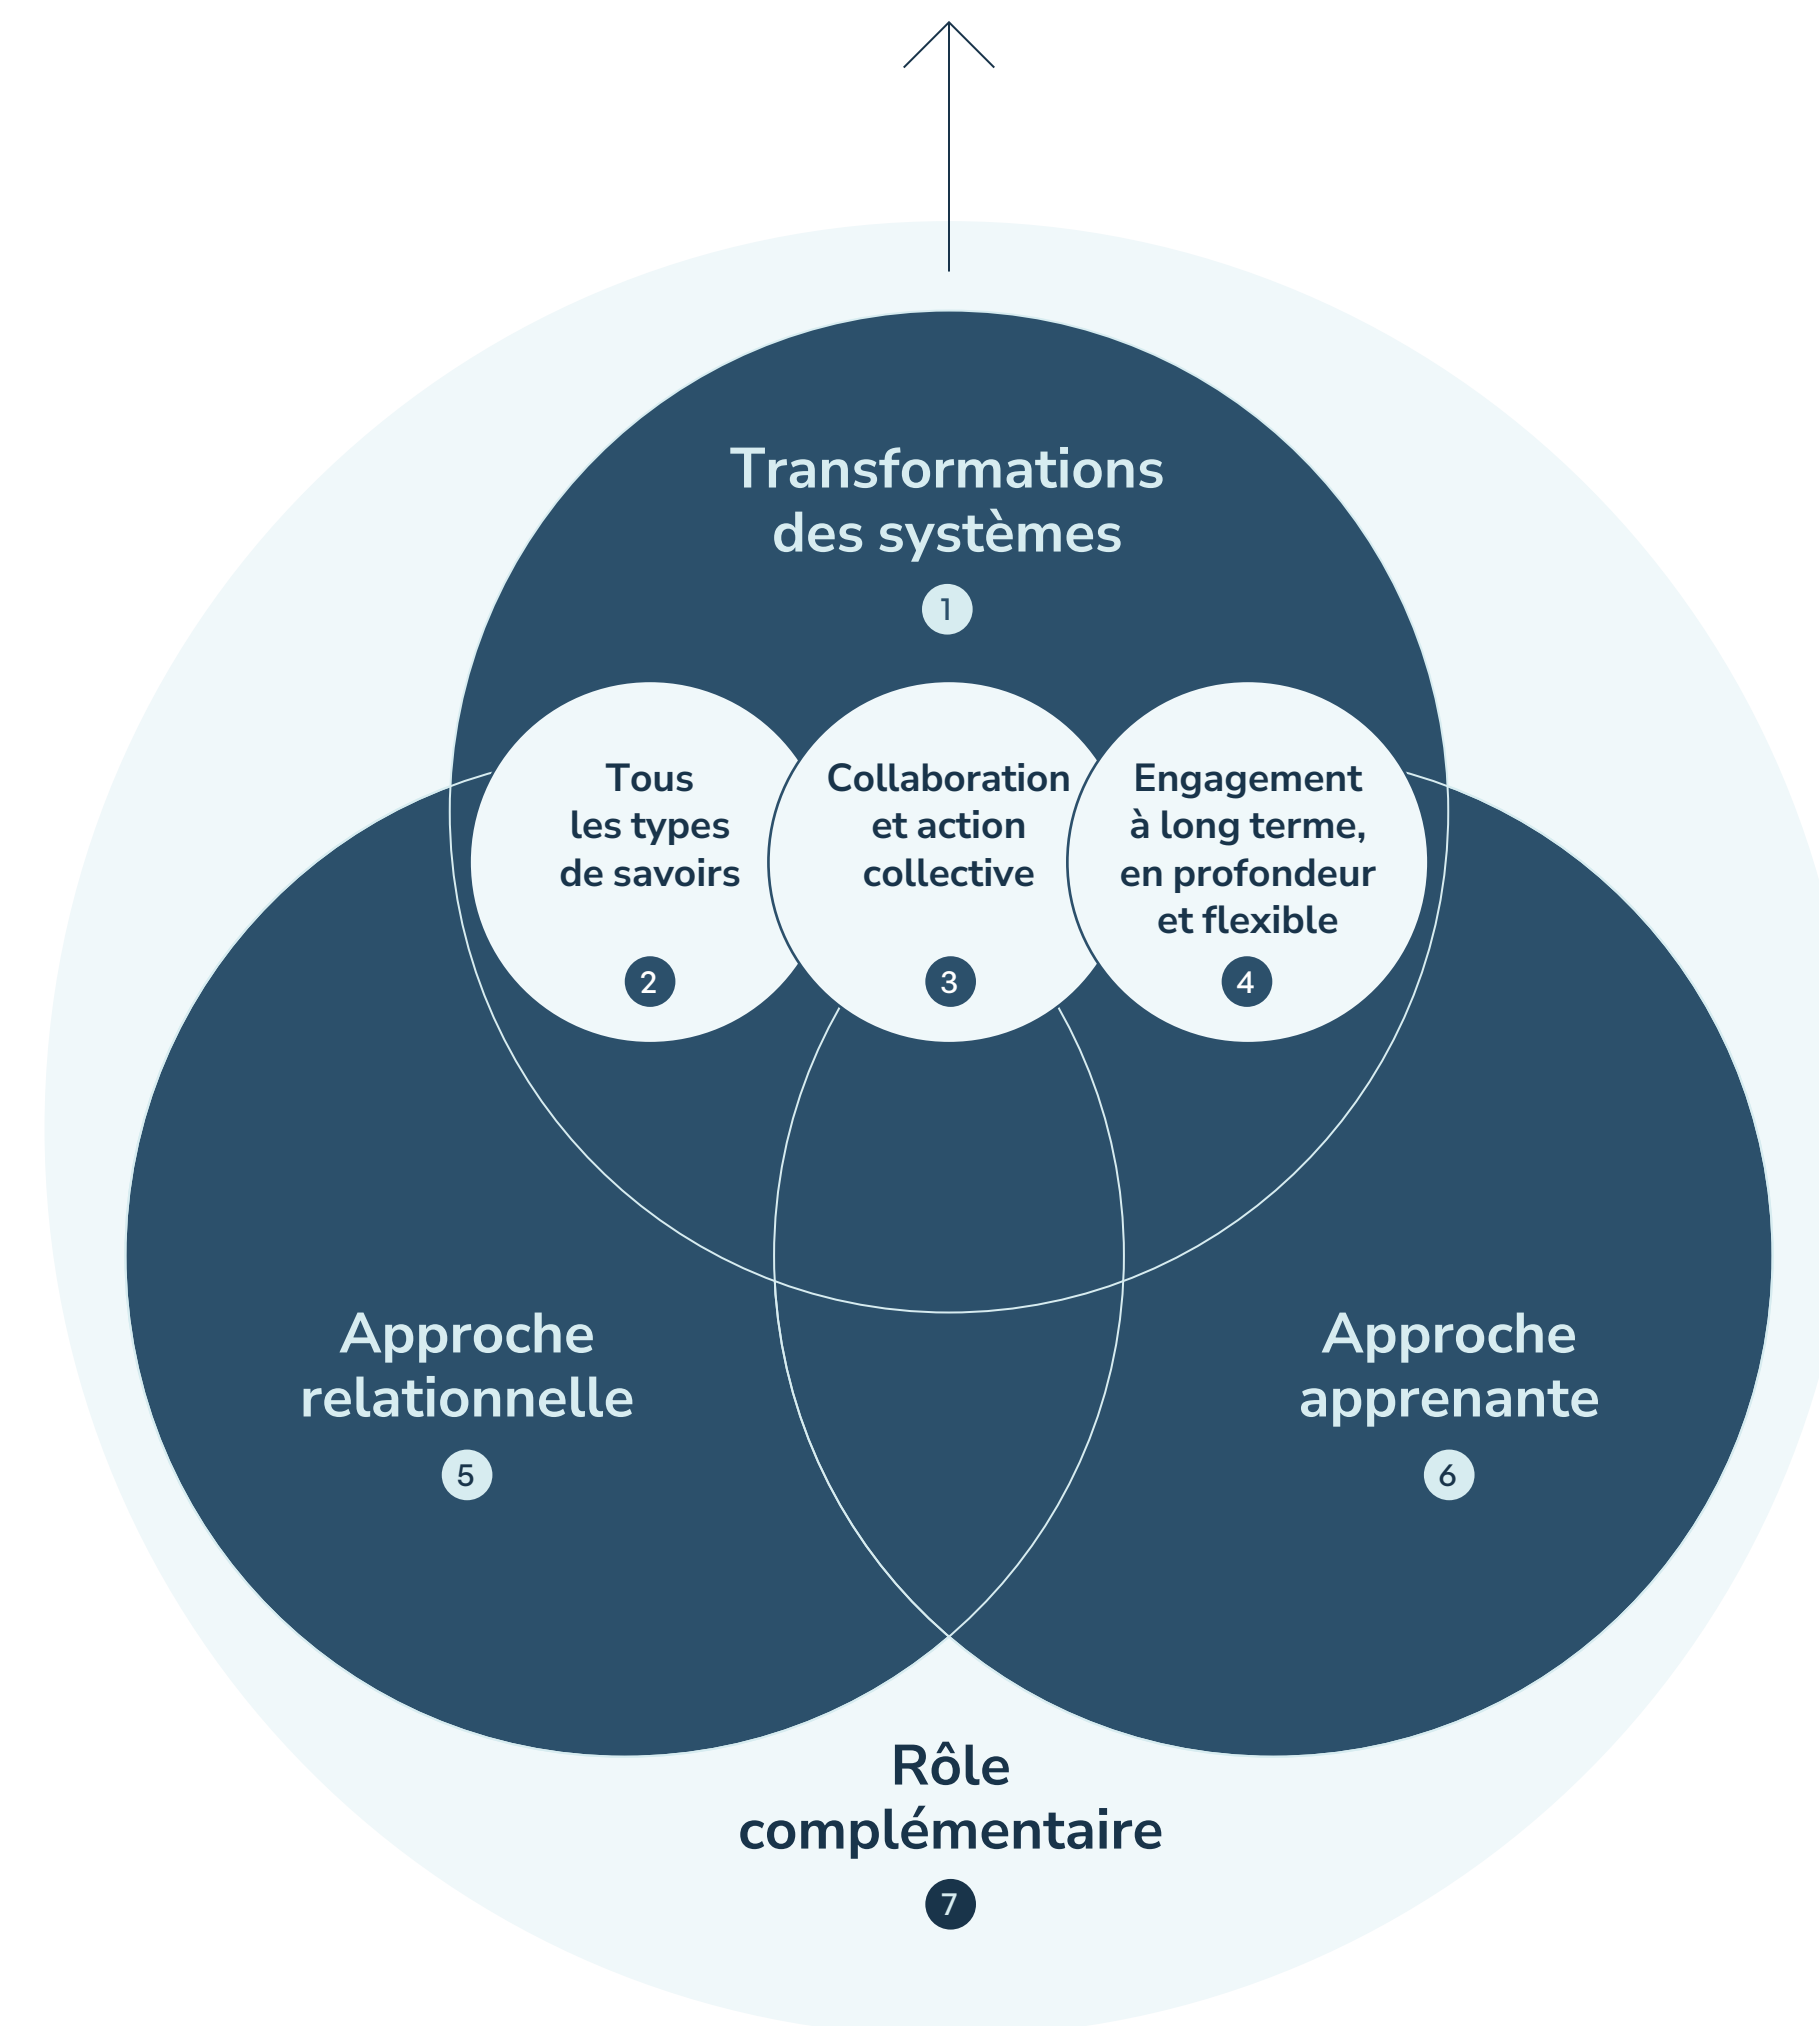 Transformations
des systèmes
1
Tous
les types
de savoirs
2
Collaboration
et action
collective
3
Engagement
à long terme,
en profondeur
et flexible
4
Approche
relationnelle
5
Approche
apprenante
6
Rôle
complémentaire
7